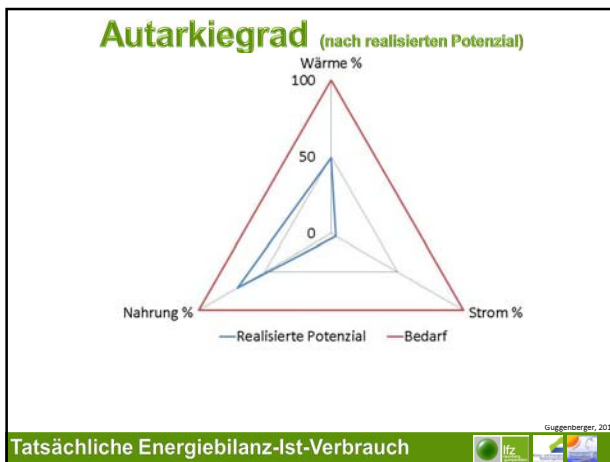 Autarkiegrad (nach realisierten Potenzial)
Wärme %
100
50
0
Nahrung %
Strom %
Realisierte Potenzial
Bedarf
Guggenberger, 201
Tatsächliche Energiebilanz-Ist-Verbrauch
lfz